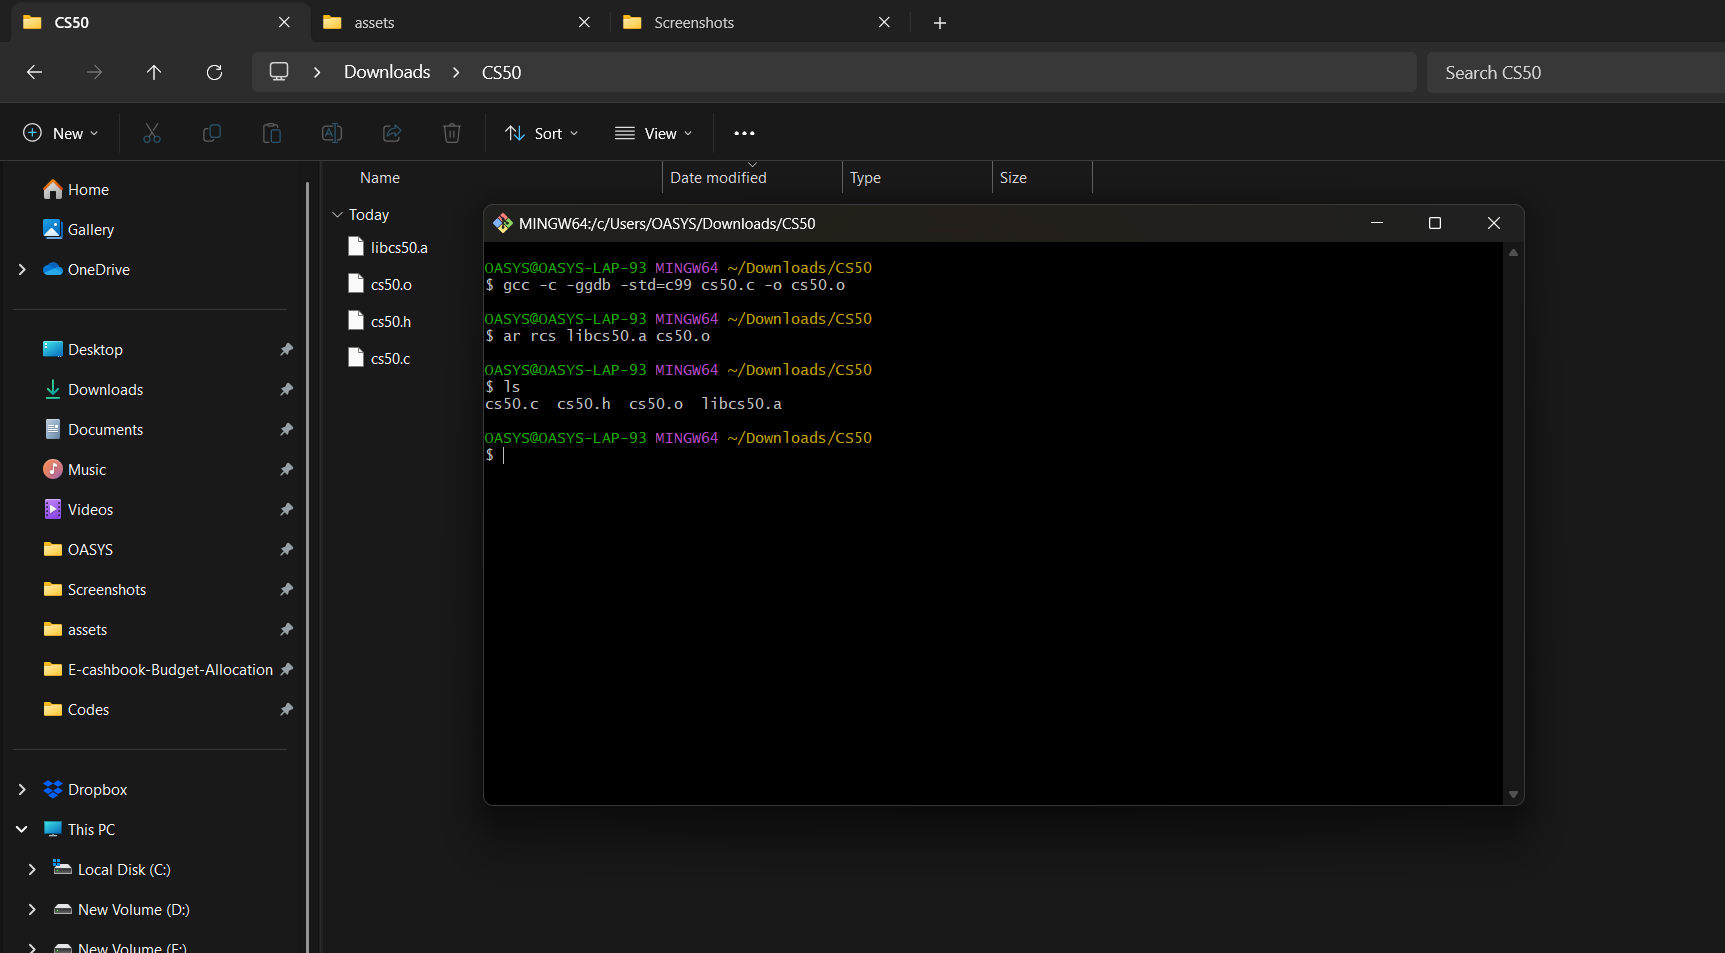 CS50
assets
Screenshots
Downloads > CS50
Search CS50
New
Sort
View
Name
Date modified
Type
Size
Home
Gallery
OneDrive
Desktop
Downloads
Documents
Music
Videos
OASYS
Screenshots
assets
E-cashbook-Budget-Allocation
Codes
Dropbox
This PC
Local Disk (C:)
New Volume (D:)
New Volume (F:)
Today
libcs50.a
cs50.o
cs50.h
cs50.c
MINGW64:/c/Users/OASYS/Downloads/CS50
OASYS@OASYS-LAP-93 MINGW64 ~/Downloads/CS50
$ gcc -c -ggdb -std=c99 cs50.c -o cs50.o
OASYS@OASYS-LAP-93 MINGW64 ~/Downloads/CS50
$ ar rcs libcs50.a cs50.o
OASYS@OASYS-LAP-93 MINGW64 ~/Downloads/CS50
$ ls
cs50.c  cs50.h  cs50.o  libcs50.a
OASYS@OASYS-LAP-93 MINGW64 ~/Downloads/CS50
$